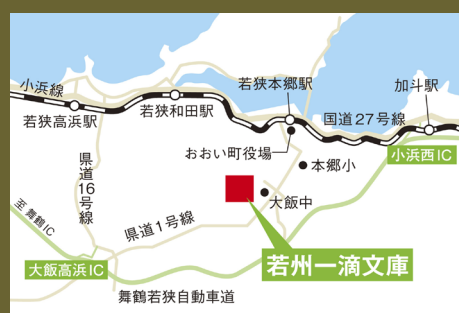 小浜線
若狭高浜駅
若狭和田駅
若狭本郷駅
加斗駅
国道27号線
おおい町役場
小浜西IC
本郷小
県道16号線
大飯中
至 舞鶴IC
県道1号線
若州一滴文庫
大飯高浜IC
舞鶴若狭自動車道